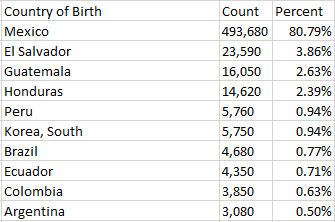 Country of Birth Count Percent
Mexico 493,680 80.79%
El Salvador 23,590 3.86%
Guatemala 16,050 2.63%
Honduras 14,620 2.39%
Peru 5,760 0.94%
Korea, South 5,750 0.94%
Brazil 4,680 0.77%
Ecuador 4,350 0.71%
Colombia 3,850 0.63%
Argentina 3,080 0.50%